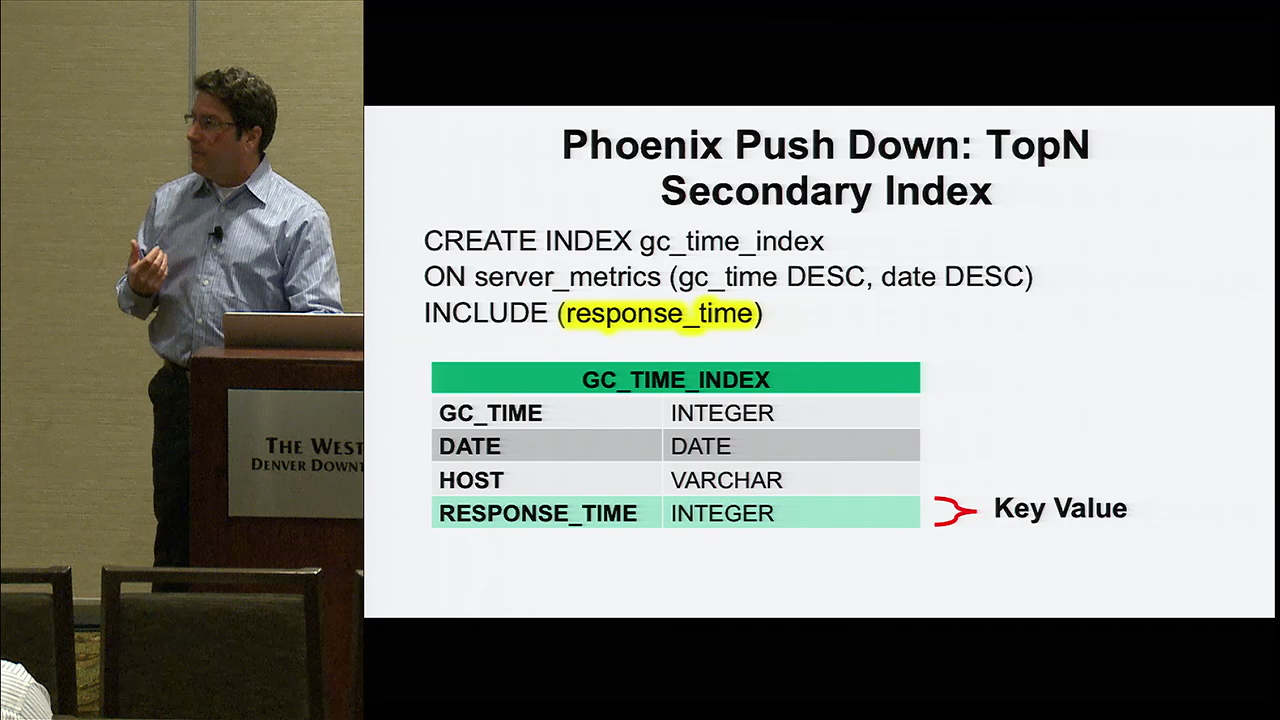 Phoenix Push Down: TopN
Secondary Index
CREATE INDEX gc_time_index
ON server_metrics (gc_time DESC, date DESC)
INCLUDE (response_time)
GC_TIME_INDEX
GC_TIME INTEGER
DATE DATE
HOST VARCHAR
RESPONSE_TIME INTEGER
Key Value
THE WEST
DENVER DOWNT